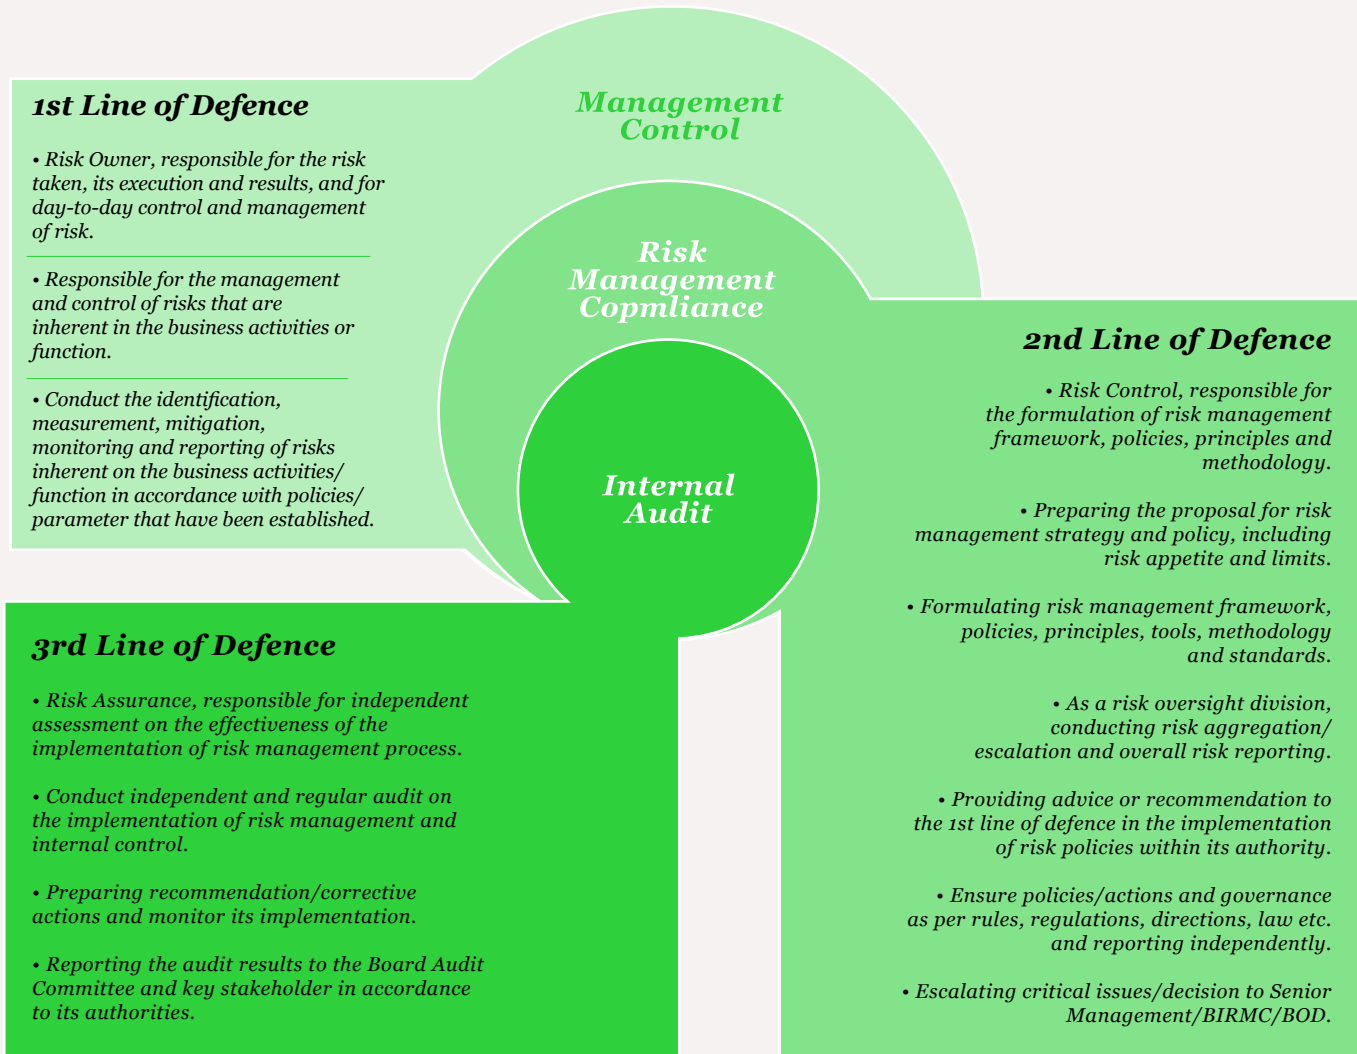 Management
Control
1st Line of Defence
• Risk Owner, responsible for the risk
taken, its execution and results, and for
day-to-day control and management
of risk.
• Responsible for the management
and control of risks that are
inherent in the business activities or
function.
• Conduct the identification,
measurement, mitigation,
monitoring and reporting of risks
inherent on the business activities/
function in accordance with policies/
parameter that have been established.
Risk
Management
Copmliance
2nd Line of Defence
• Risk Control, responsible for
the formulation of risk management
framework, policies, principles and
methodology.
• Preparing the proposal for risk
management strategy and policy, including
risk appetite and limits.
• Formulating risk management framework,
policies, principles, tools, methodology
and standards.
• As a risk oversight division,
conducting risk aggregation/
escalation and overall risk reporting.
• Providing advice or recommendation to
the 1st line of defence in the implementation
of risk policies within its authority.
• Ensure policies/actions and governance
as per rules, regulations, directions, law etc.
and reporting independently.
• Escalating critical issues/decision to Senior
Management/BIRMC/BOD.
Internal
Audit
3rd Line of Defence
• Risk Assurance, responsible for independent
assessment on the effectiveness of the
implementation of risk management process.
• Conduct independent and regular audit on
the implementation of risk management and
internal control.
• Preparing recommendation/corrective
actions and monitor its implementation.
• Reporting the audit results to the Board Audit
Committee and key stakeholder in accordance
to its authorities.